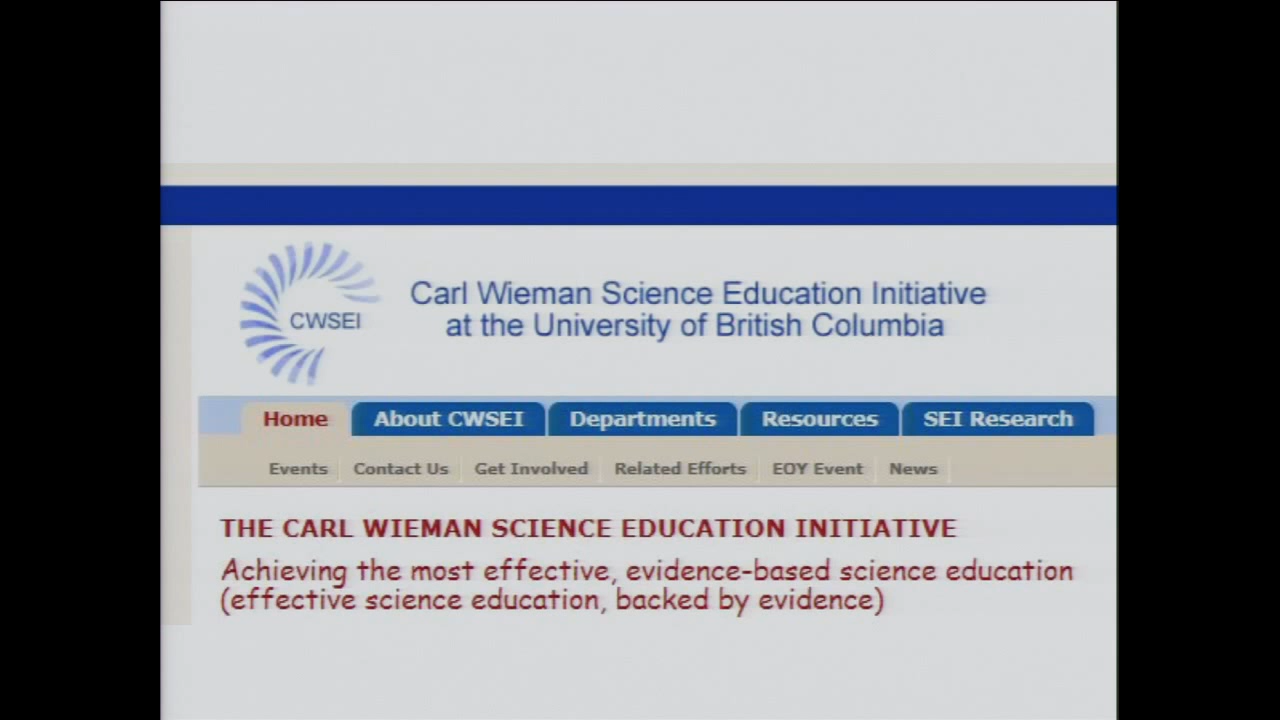 CWSEI
Carl Wieman Science Education Initiative
at the University of British Columbia
Home About CWSEI Departments Resources SEI Research
Events Contact Us Get Involved Related Efforts EOY Event News
THE CARL WIEMAN SCIENCE EDUCATION INITIATIVE
Achieving the most effective, evidence-based science education
(effective science education, backed by evidence)